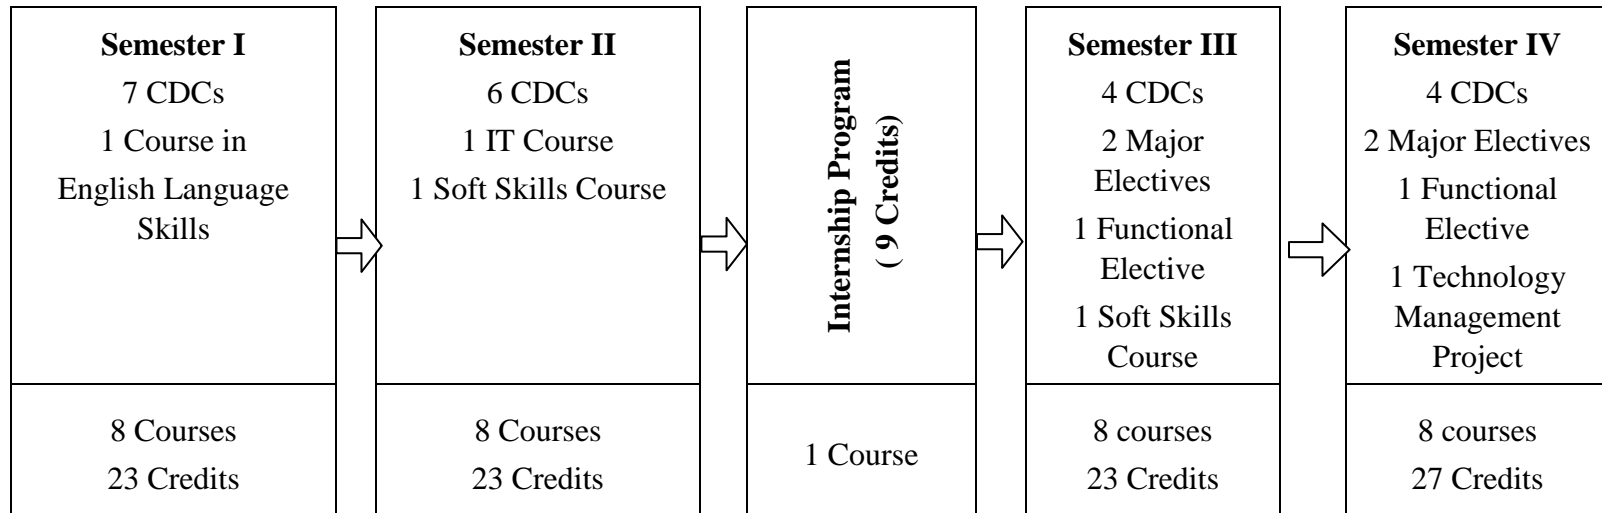 Semester I
7 CDCs
1 Course in
English Language
Skills
8 Courses
23 Credits
Semester II
6 CDCs
1 IT Course
1 Soft Skills Course
8 Courses
23 Credits
Internship Program
( 9 Credits)
1 Course
Semester III
4 CDCs
2 Major
Electives
1 Functional
Elective
1 Soft Skills
Course
8 courses
23 Credits
Semester IV
4 CDCs
2 Major Electives
1 Functional
Elective
1 Technology
Management
Project
8 courses
27 Credits